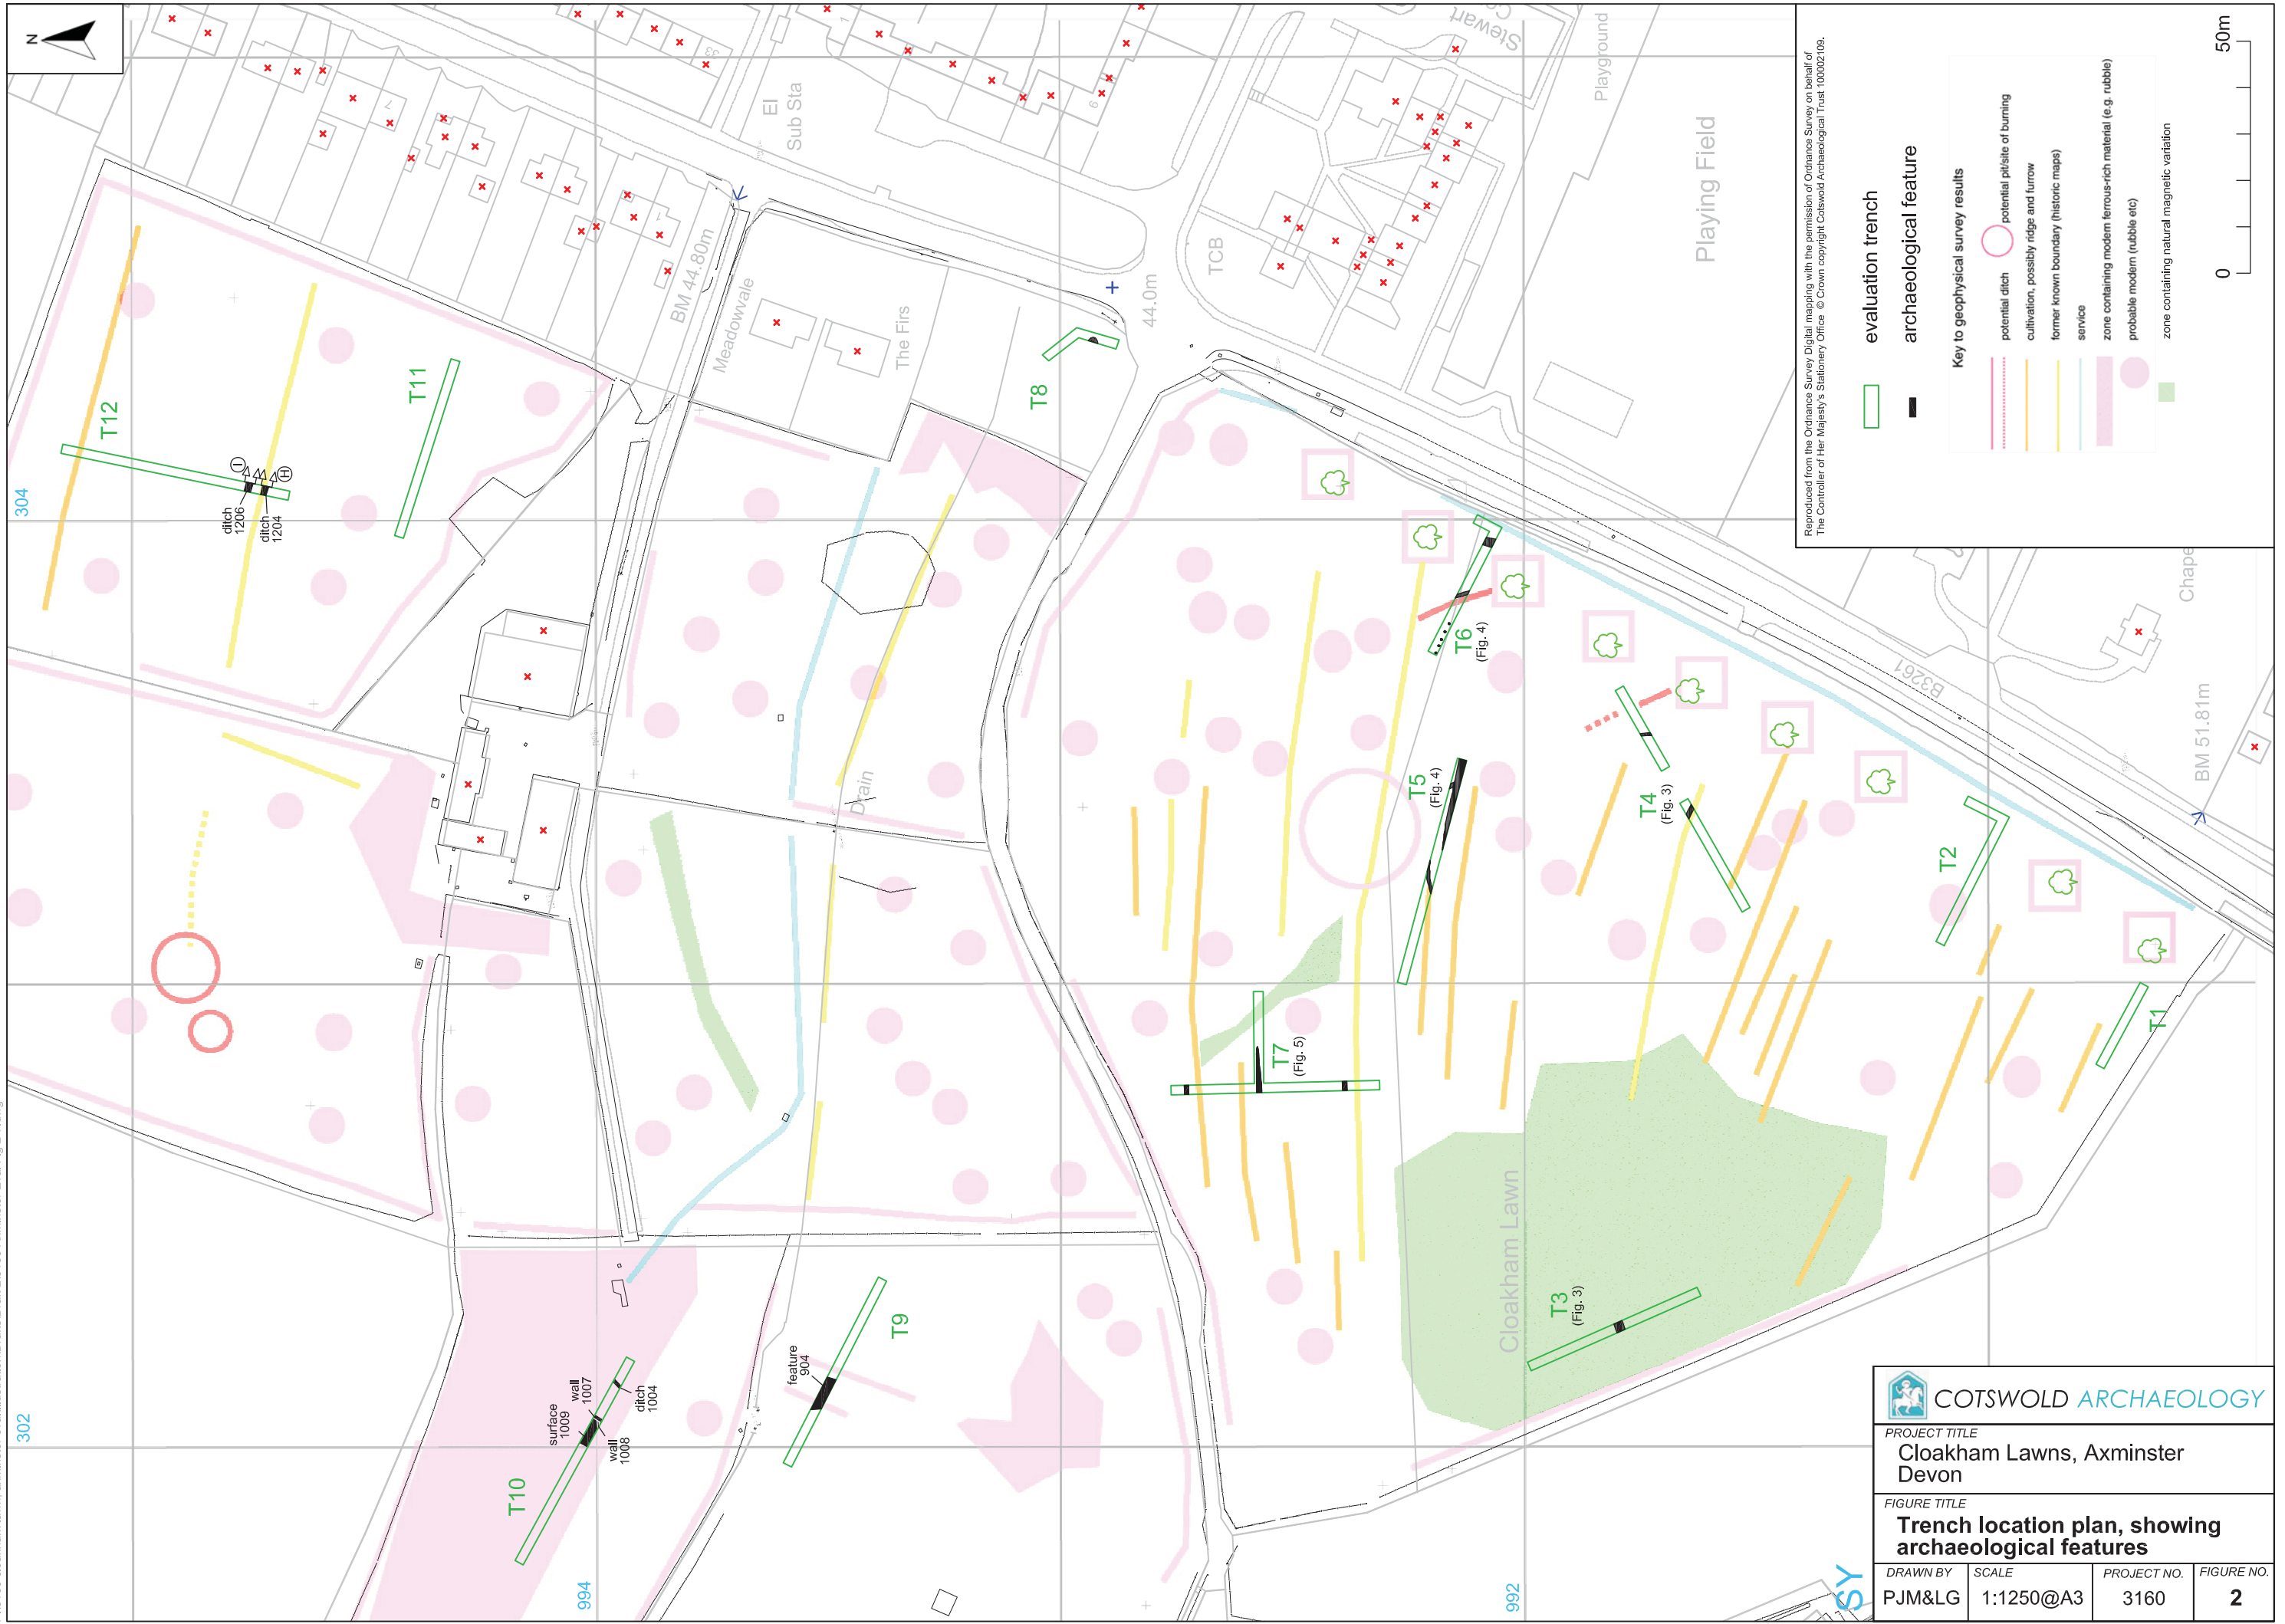 N
304
302
994
992
SY
T12
T11
ditch
1206
ditch
1204
I
H
7
33
1
1
9
El
Sub Sta
BM 44.80m
Meadowvale
The Firs
T8
44.0m
TCB
Stewart
Playground
Playing Field
Drain
T6
(Fig. 4)
T5
(Fig. 4)
T4
(Fig. 3)
T2
T1
T7
(Fig. 5)
T3
(Fig. 3)
Cloakham Lawn
T9
feature
904
T10
surface
1009
wall
1007
wall
1008
ditch
1004
B3261
BM 51.81m
Chape
Reproduced from the Ordnance Survey Digital mapping with the permission of Ordnance Survey on behalf of
The Controller of Her Majesty's Stationery Office © Crown copyright Cotswold Archaeological Trust 100002109.
evaluation trench
archaeological feature
Key to geophysical survey results
potential ditch
potential pit/site of burning
cultivation, possibly ridge and furrow
former known boundary (historic maps)
service
zone containing modern ferrous-rich material (e.g. rubble)
probable modern (rubble etc)
zone containing natural magnetic variation
0
50m
COTSWOLD ARCHAEOLOGY
PROJECT TITLE
Cloakham Lawns, Axminster
Devon
FIGURE TITLE
Trench location plan, showing
archaeological features
DRAWN BY SCALE PROJECT NO. FIGURE NO.
PJM&LG 1:1250@A3 3160 2